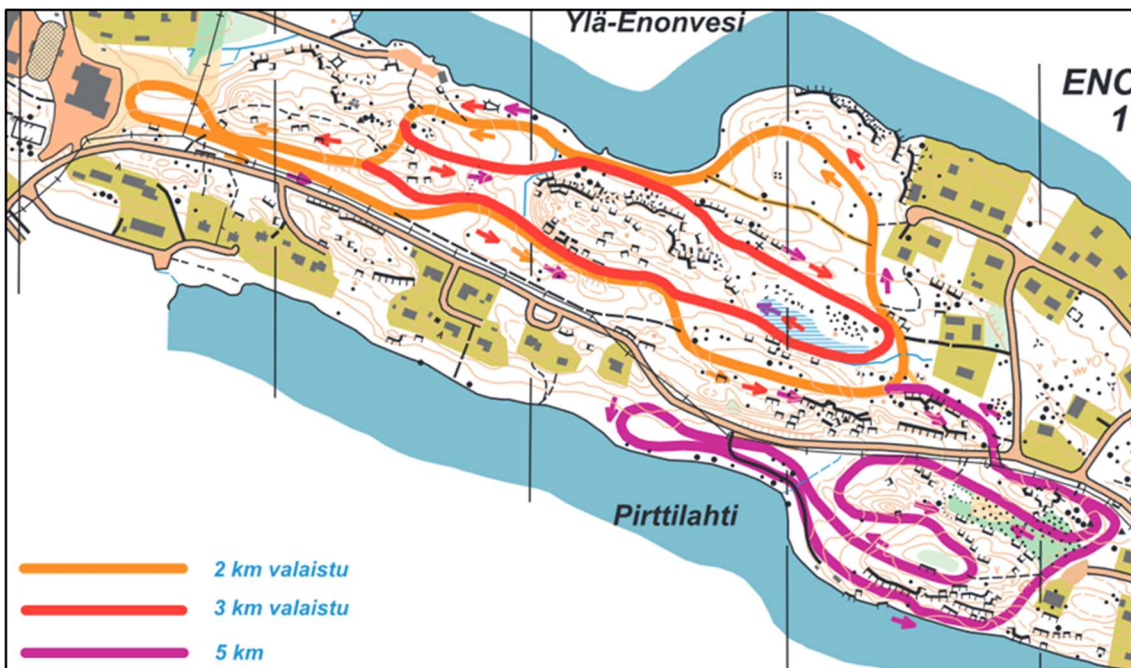 Ylä-Enonvesi
ENO
1
Pirttilahti
2 km valaistu
3 km valaistu
5 km